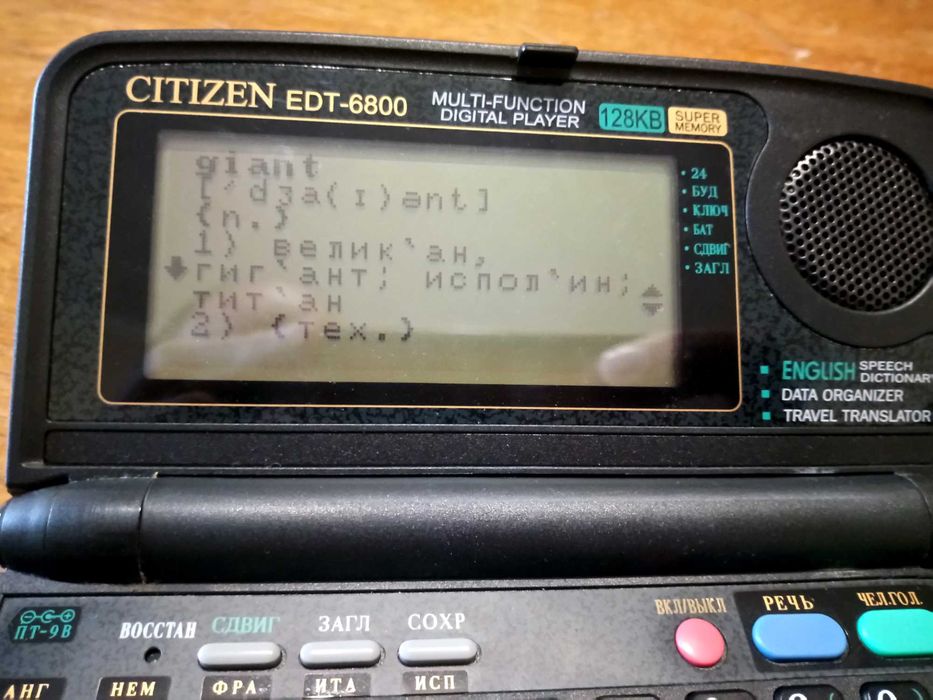 CITIZEN EDT-6800
MULTI-FUNCTION
DIGITAL PLAYER
128KB
SUPER
MEMORY
giant
['dʒa(ɪ)ənt]
{n.}
1) велик`ан,
гиг`ант; испол`ин;
тит`ан
2) {тех.}
• 24
• БУД
• КЛЮЧ
• БАТ
• СДВИГ
• ЗАГЛ
ENGLISH SPEECH
DICTIONARY
DATA ORGANIZER
TRAVEL TRANSLATOR
ПТ-9В
ВОССТАН
СДВИГ
ЗАГЛ
СОХР
ВКЛ/ВЫКЛ
РЕЧЬ
ЧЕЛ.ГОЛ.
АНГ
НЕМ
ФРА
ИТА
ИСП